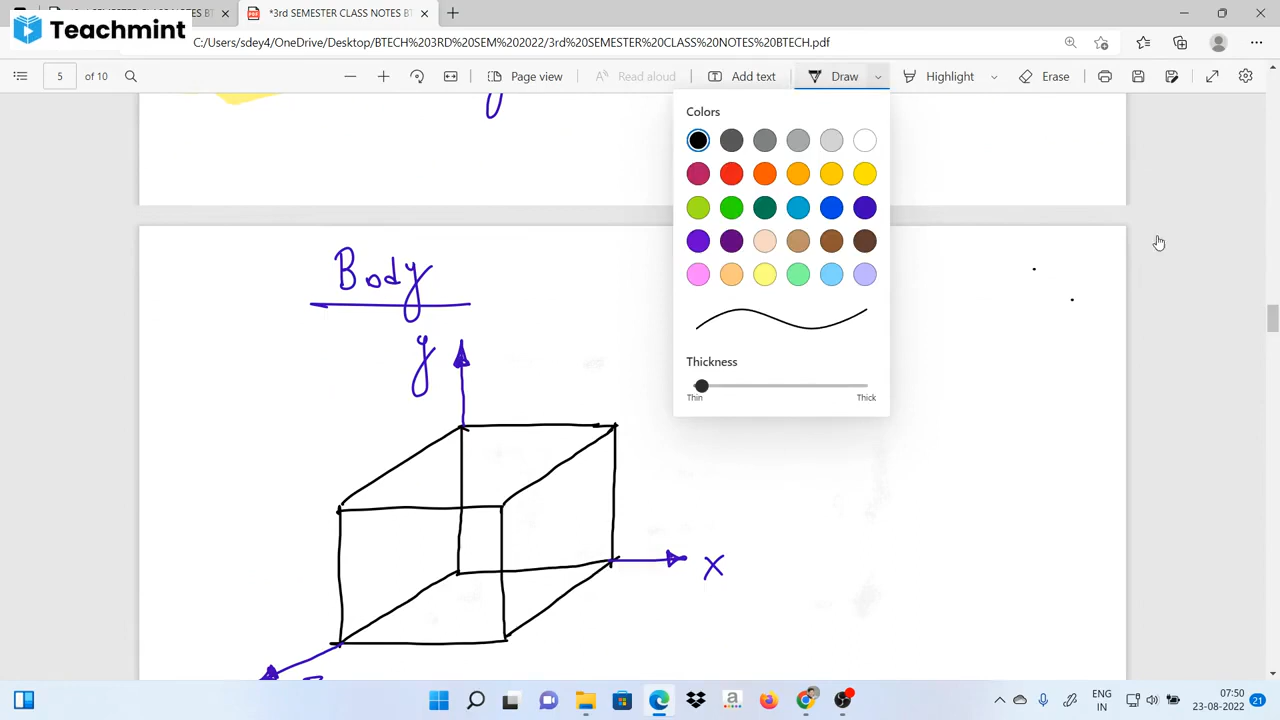 *3rd SEMESTER CLASS NOTES BT
Teachmint
C:/Users/sdey4/OneDrive/Desktop/BTECH%203RD%20SEM%202022/3rd%20SEMESTER%20CLASS%20NOTES%20BTECH.pdf
5 of 10 Page view Read aloud Add text Draw Highlight Erase
y
Colors
Body
y
Thickness
Thin Thick
x
ENG
IN
07:50
23-08-2022
21